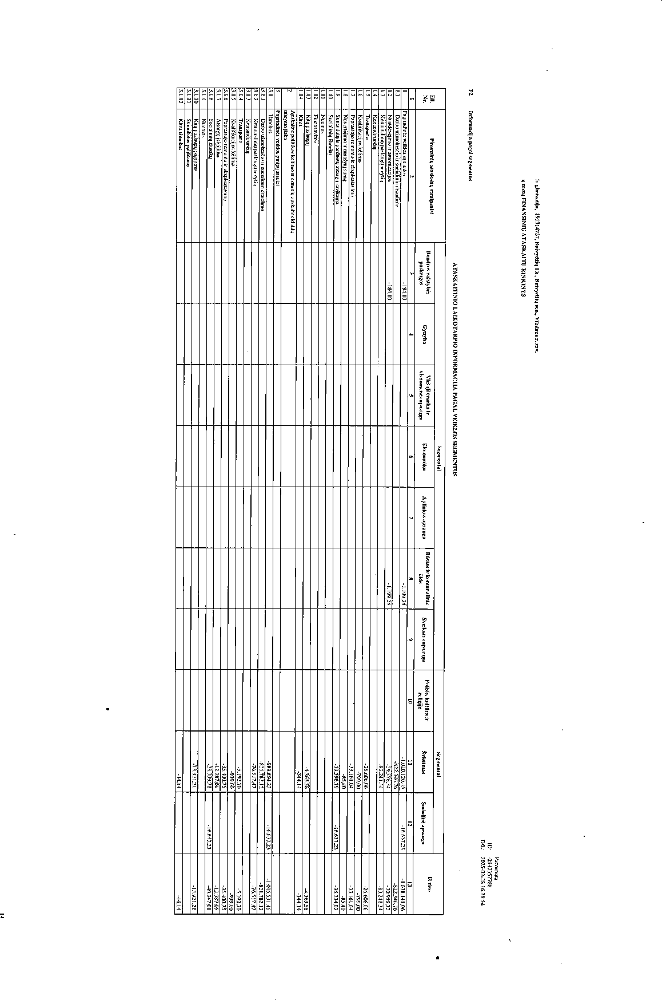 io gimnazija, 191314727, Buivydžių 1 k., Buivydžių sen., Vilniaus r. sav.
ų metų FINANSINIŲ ATASKAITŲ RINKINYS
Patvirtinta
ID: -2147357788
D/L: 2025-02-28 16:28:54
P2 Informacija pagal segmentus
ATASKAITINIO LAIKOTARPIO INFORMACIJA PAGAL VEIKLOS SEGMENTUS
Segmentai Segmentai
Eil. Nr. Finansinių ataskaitų straipsniai Bendros valstybės paslaugos Gynyba Viešoji tvarka ir visuomenės apsauga Ekonomika Aplinkos apsauga Būstas ir komunalinis ūkis Sveikatos apsauga Poilsis, kultūra ir religija Švietimas Socialinė apsauga Iš viso
1 2 3 4 5 6 7 8 9 10 11 12 13
1 Pagrindinės veiklos sąnaudos -184,10 -1.199,28 -1.020.120,45 -16.637,23 -1.038.141,06
1.1 Darbo užmokesčio ir socialinio draudimo -822.346,76 -822.346,76
1.2 Nusidėvėjimo ir amortizacijos -184,10 -1.199,28 -29.576,34 -30.959,72
1.3 Komunalinių paslaugų ir ryšių -83.241,34 -83.241,34
1.4 Komandiruočių
1.5 Transporto -26.606,06 -26.606,06
1.6 Kvalifikacijos kėlimo -799,00 -799,00
1.7 Paprastojo remonto ir eksploatavimo -33.161,04 -33.161,04
1.8 Nuvertėjimo ir nurašytų sumų -85,40 -85,40
1.9 Sunaudotų ir parduotų atsargų savikaina -19.596,79 -16.637,23 -36.234,02
1.10 Socialinių išmokų
1.11 Nuomos
1.12 Finansavimo
1.13 Kitų paslaugų -4.363,58 -4.363,58
1.14 Kitos -344,14 -344,14
2 Apskaitos politikos keitimo ir esminių apskaitos klaidų taisymo įtaka
3 Pagrindinės veiklos pinigų srautai
3.1 Išmokos -989.894,23 -16.637,23 -1.006.531,46
3.1.1 Darbo užmokesčio ir socialinio draudimo -821.782,12 -821.782,12
3.1.2 Komunalinių paslaugų ir ryšių -76.517,47 -76.517,47
3.1.3 Komandiruočių
3.1.4 Transporto -5.192,70 -5.192,70
3.1.5 Kvalifikacijos kėlimo -939,00 -939,00
3.1.6 Paprastojo remonto ir eksploatavimo -35.400,75 -35.400,75
3.1.7 Atsargų įsigijimo -12.387,06 -12.387,06
3.1.8 Socialinių išmokų -23.709,78 -16.637,23 -40.347,01
3.1.9 Nuomos
3.1.10 Kitų paslaugų įsigijimo -13.921,21 -13.921,21
3.1.11 Sumokėtos palūkanos
3.1.12 Kitos išmokos -44,14 -44,14